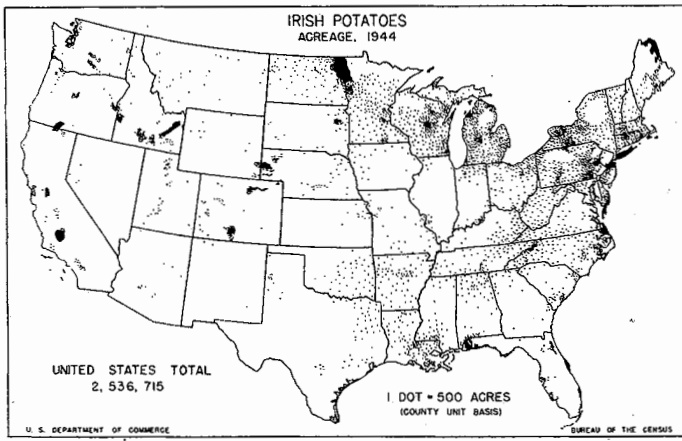 IRISH POTATOES
ACREAGE, 1944
UNITED STATES TOTAL
2, 536, 715
1 DOT = 500 ACRES
(COUNTY UNIT BASIS)
U. S. DEPARTMENT OF COMMERCE
BUREAU OF THE CENSUS